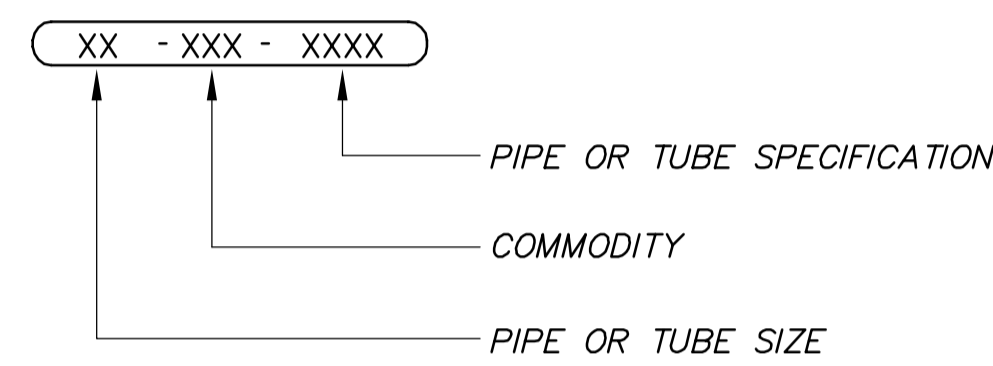 XX - XXX - XXXX
PIPE OR TUBE SPECIFICATION
COMMODITY
PIPE OR TUBE SIZE